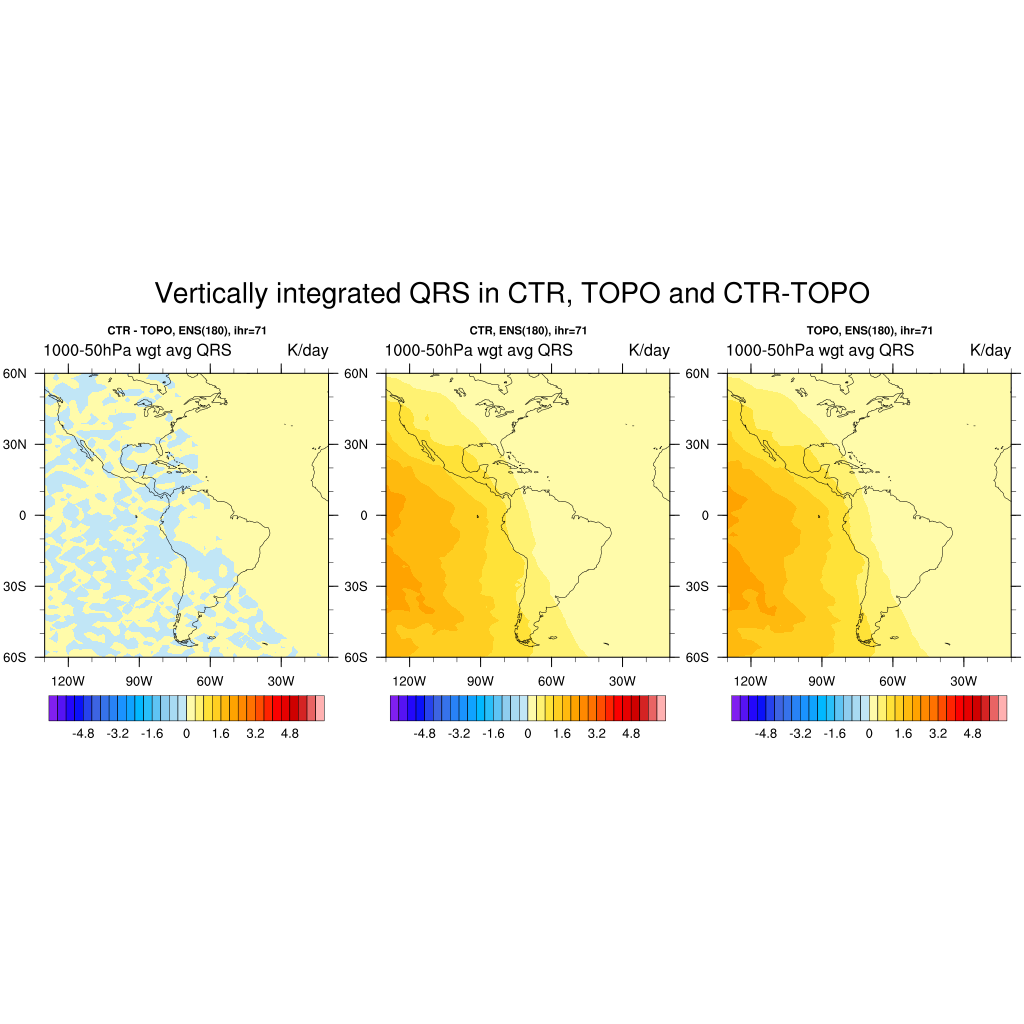 Vertically integrated QRS in CTR, TOPO and CTR-TOPO
CTR - TOPO, ENS(180), ihr=71
1000-50hPa wgt avg QRS K/day
60N
30N
0
30S
60S
120W 90W 60W 30W
-4.8 -3.2 -1.6 0 1.6 3.2 4.8
CTR, ENS(180), ihr=71
1000-50hPa wgt avg QRS K/day
60N
30N
0
30S
60S
120W 90W 60W 30W
-4.8 -3.2 -1.6 0 1.6 3.2 4.8
TOPO, ENS(180), ihr=71
1000-50hPa wgt avg QRS K/day
60N
30N
0
30S
60S
120W 90W 60W 30W
-4.8 -3.2 -1.6 0 1.6 3.2 4.8